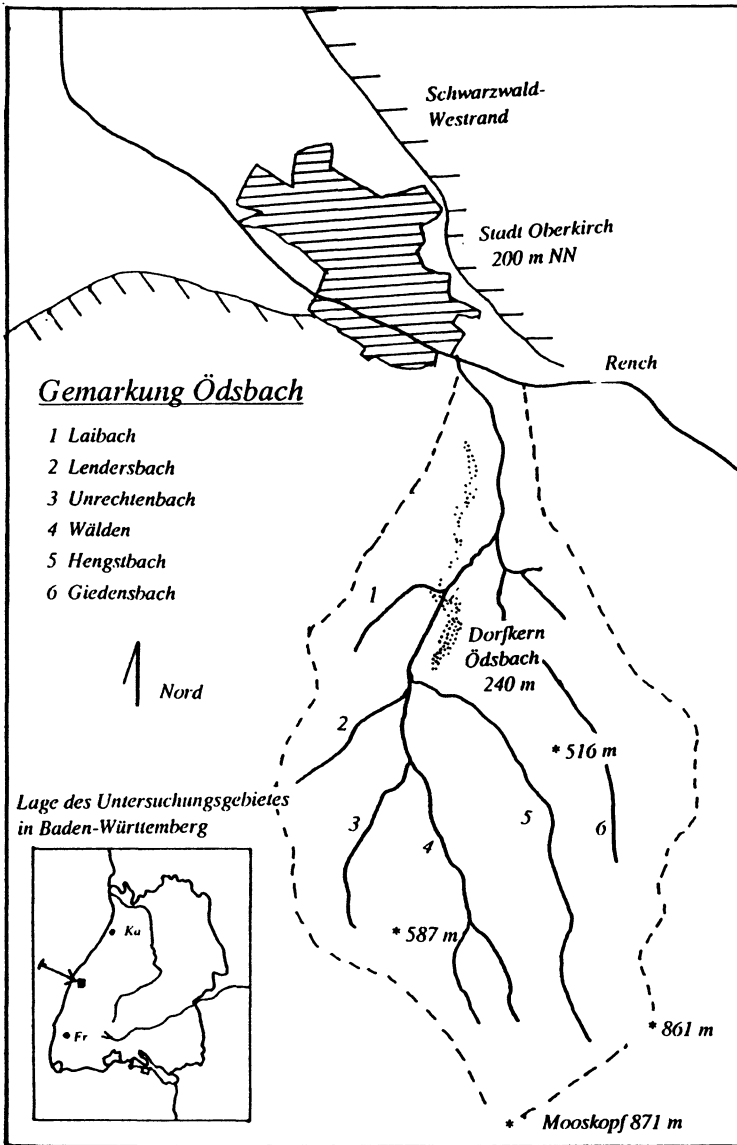 Schwarzwald-
Westrand
Stadt Oberkirch
200 m NN
Rench
Gemarkung Ödsbach
1 Laibach
2 Lendersbach
3 Unrechtenbach
4 Wälden
5 Hengstbach
6 Giedensbach
Nord
1
Dorfkern
Ödsbach
240 m
2
* 516 m
3
4
5
6
* 587 m
* 861 m
* Mooskopf 871 m
Lage des Untersuchungsgebietes
in Baden-Württemberg
Ka
Fr